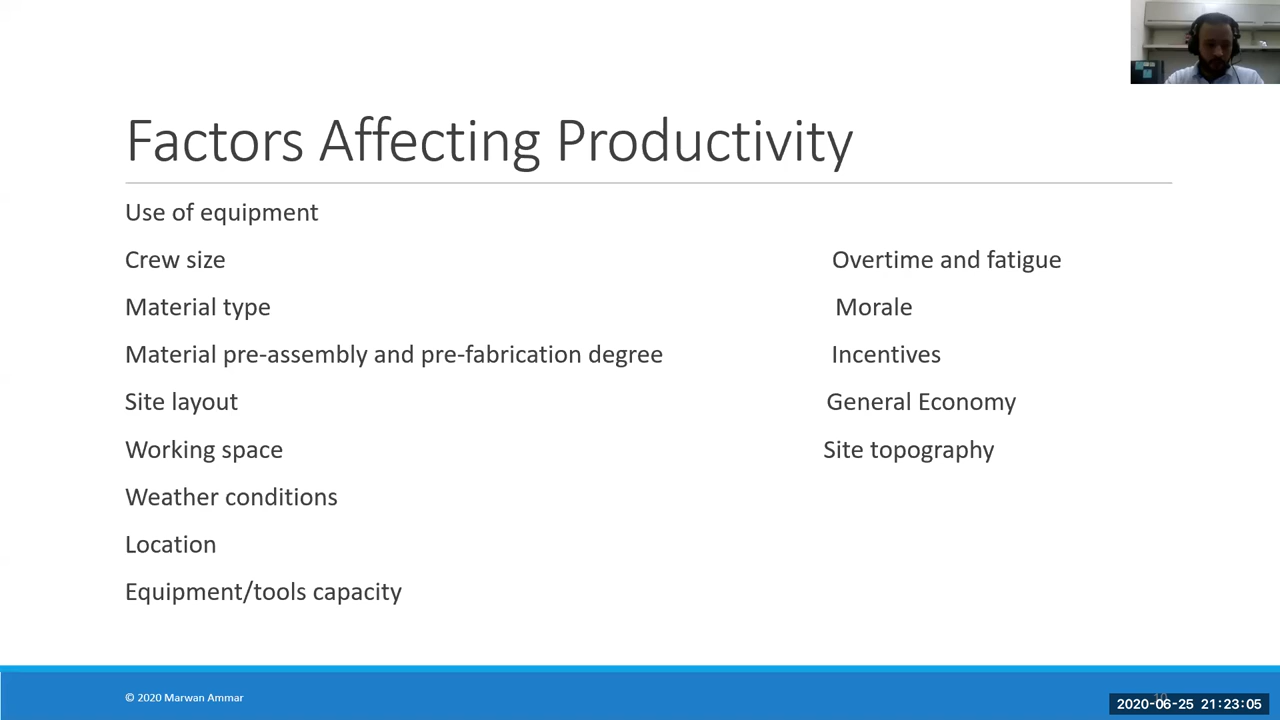 Factors Affecting Productivity
Use of equipment
Crew size
Material type
Material pre-assembly and pre-fabrication degree
Site layout
Working space
Weather conditions
Location
Equipment/tools capacity
Overtime and fatigue
Morale
Incentives
General Economy
Site topography
© 2020 Marwan Ammar
2020-06-25 21:23:05